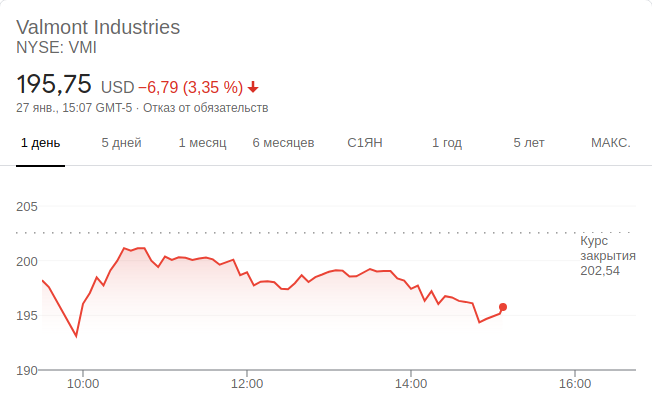 Valmont Industries
NYSE: VMI
195,75 USD −6,79 (3,35 %)
27 янв., 15:07 GMT-5 · Отказ от обязательств
1 день 5 дней 1 месяц 6 месяцев С1ЯН 1 год 5 лет МАКС.
205
Курс
закрытия
202,54
200
195
190
10:00 12:00 14:00 16:00